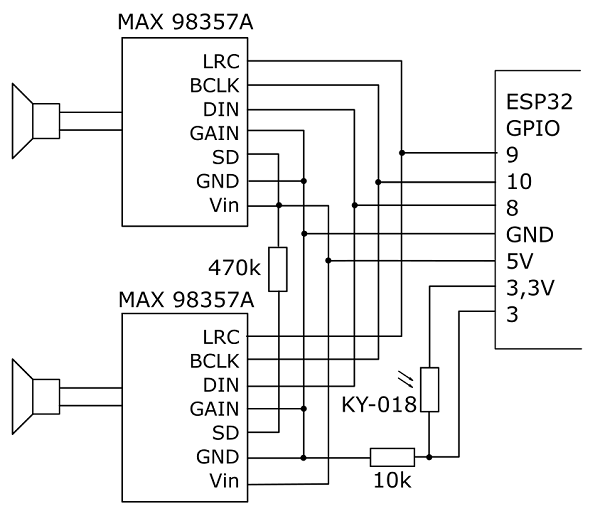 MAX 98357A
LRC
BCLK
DIN
GAIN
SD
GND
Vin
ESP32
GPIO
9
10
8
GND
5V
3,3V
3
470k
MAX 98357A
LRC
BCLK
DIN
GAIN
SD
GND
Vin
KY-018
10k